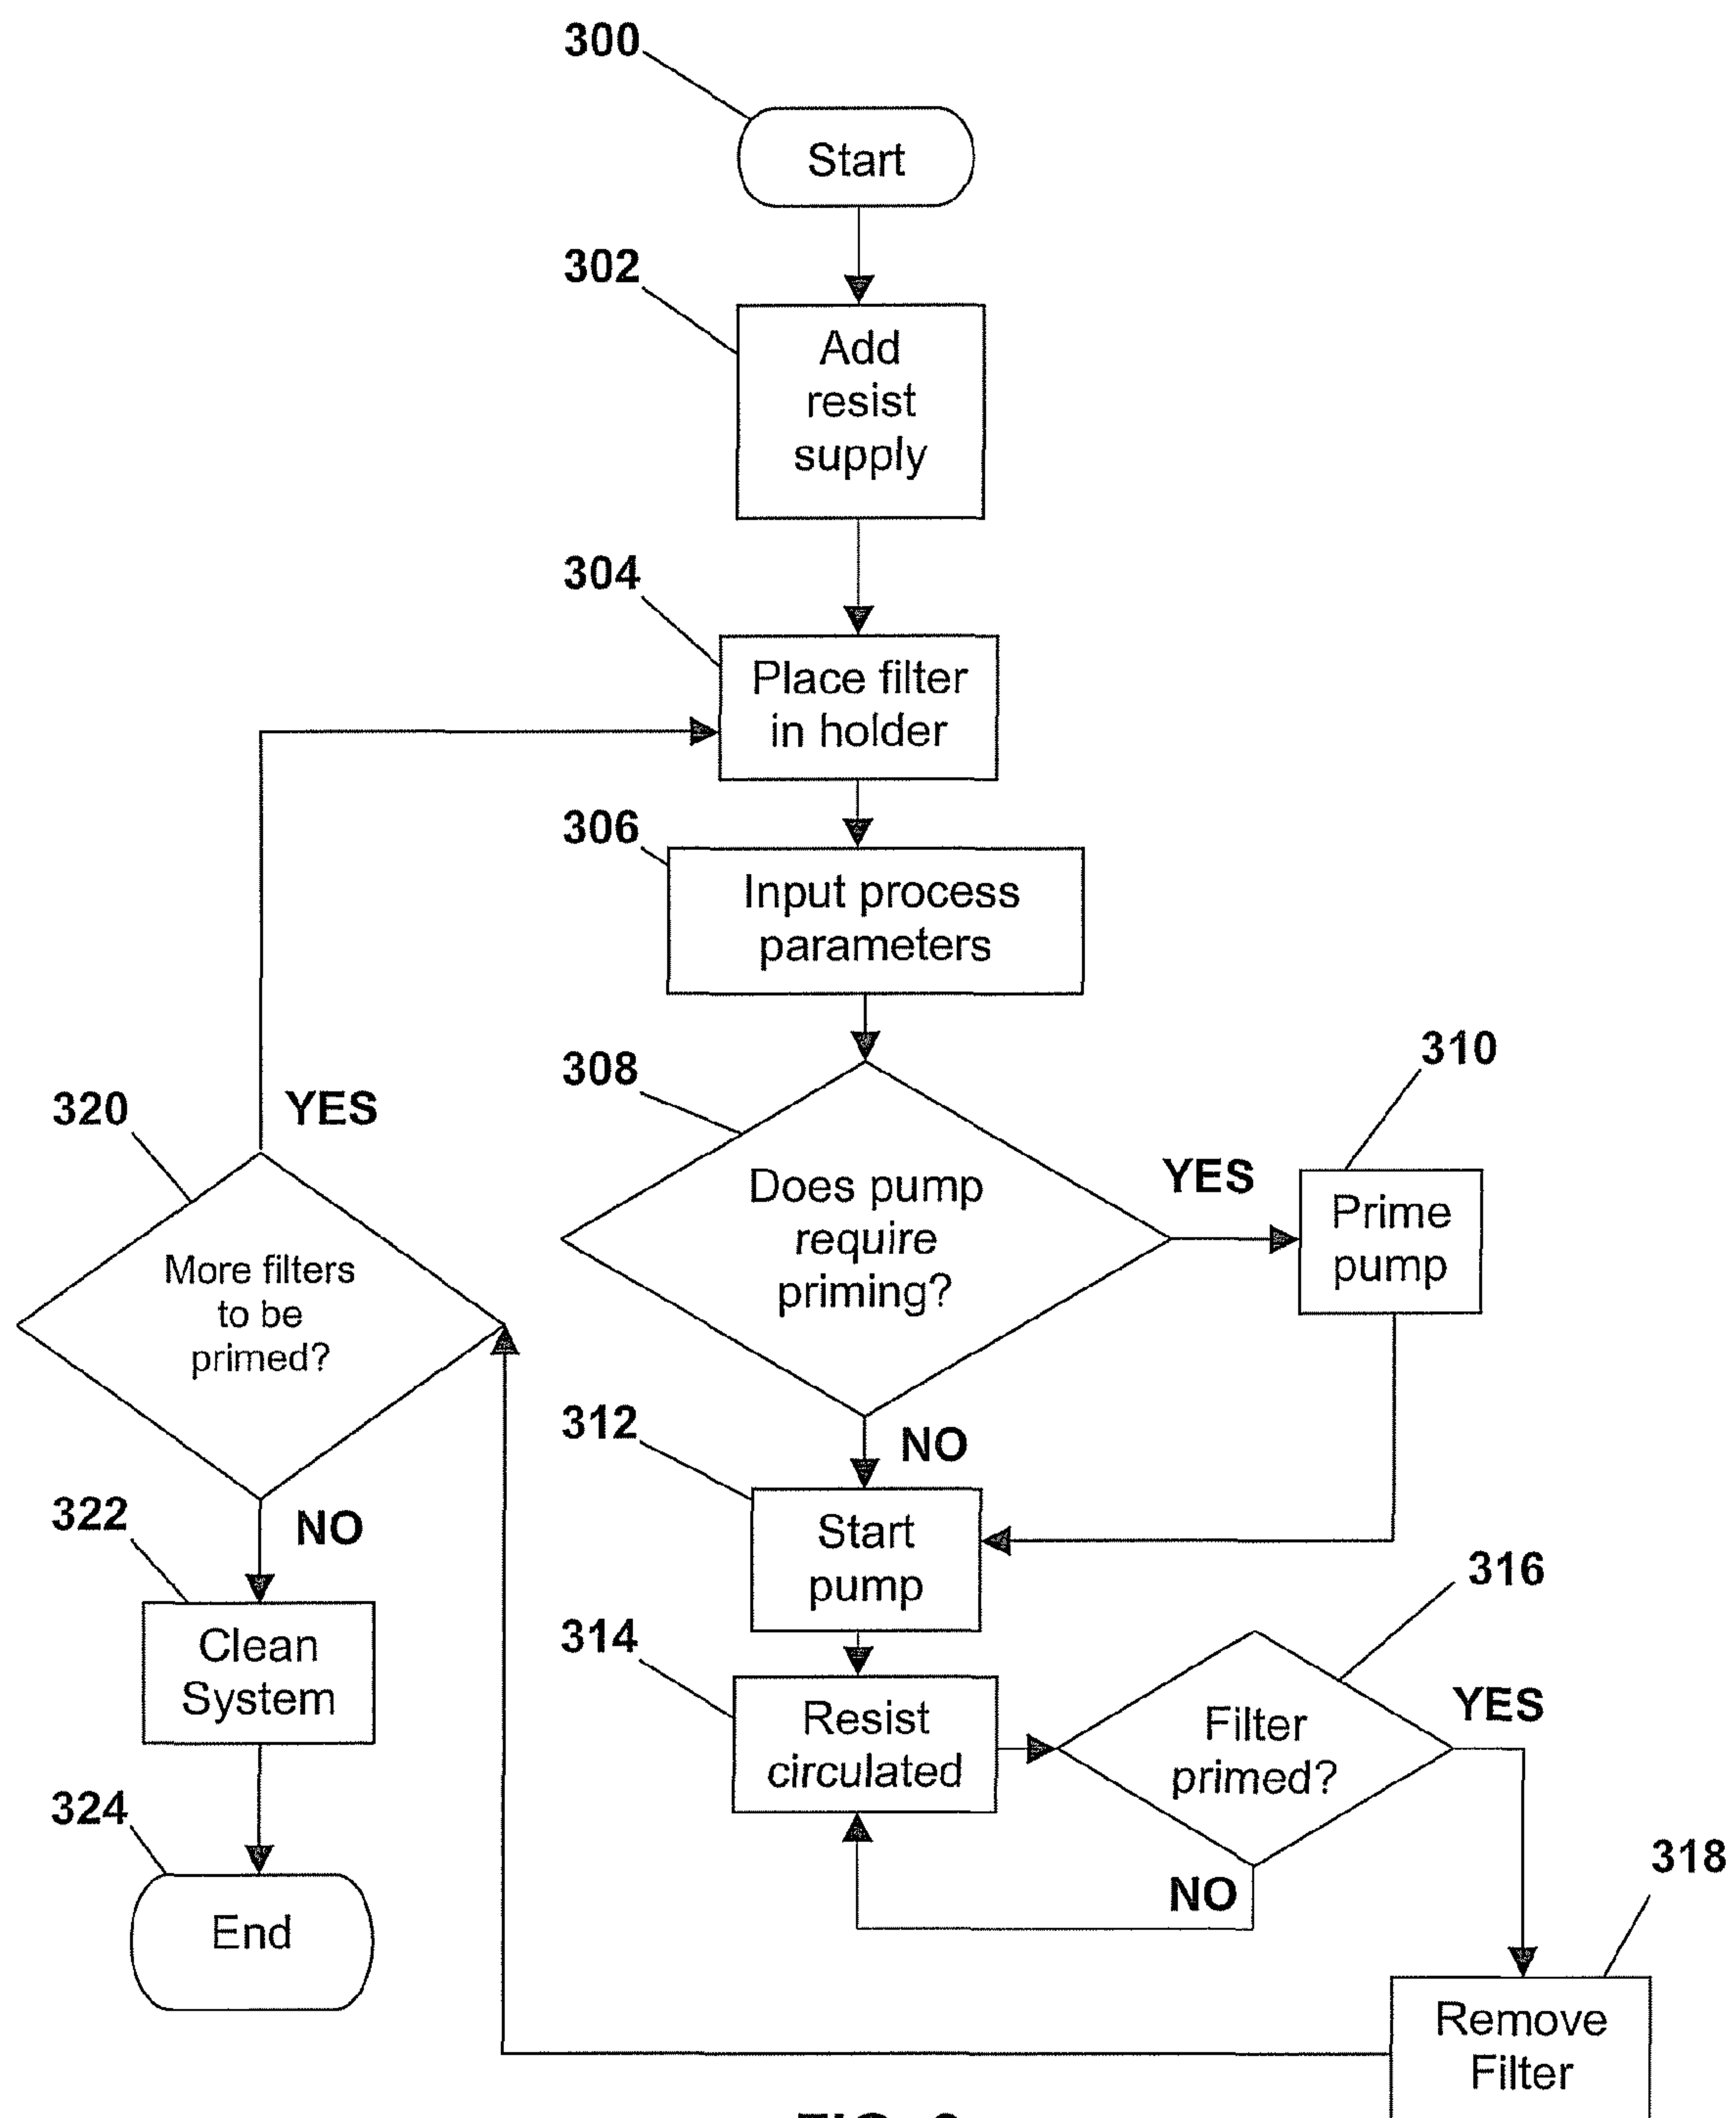 300
Start
302
Add
resist
supply
304
Place filter
in holder
306
Input process
parameters
308
Does pump
require
priming?
YES
310
Prime
pump
NO
312
Start
pump
314
Resist
circulated
316
Filter
primed?
YES
NO
318
Remove
Filter
320
More filters
to be
primed?
YES
NO
322
Clean
System
324
End